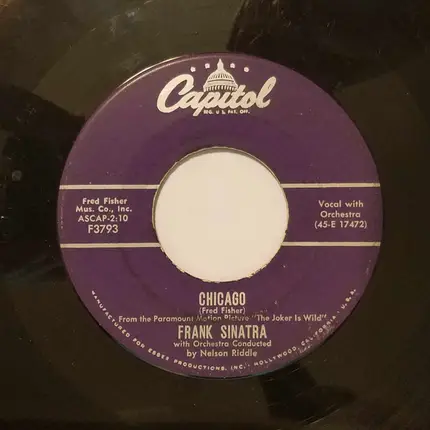 Capitol
REG. U.S. PAT. OFF.
Fred Fisher
Mus. Co., Inc.
ASCAP-2:10
F3793
Vocal with
Orchestra
(45-E 17472)
CHICAGO
(Fred Fisher)
From the Paramount Motion Picture "The Joker Is Wild"
FRANK SINATRA
with Orchestra Conducted
by Nelson Riddle
MANUFACTURED FOR ESSEX PRODUCTIONS, INC., HOLLYWOOD, CALIFORNIA · U.S.A.